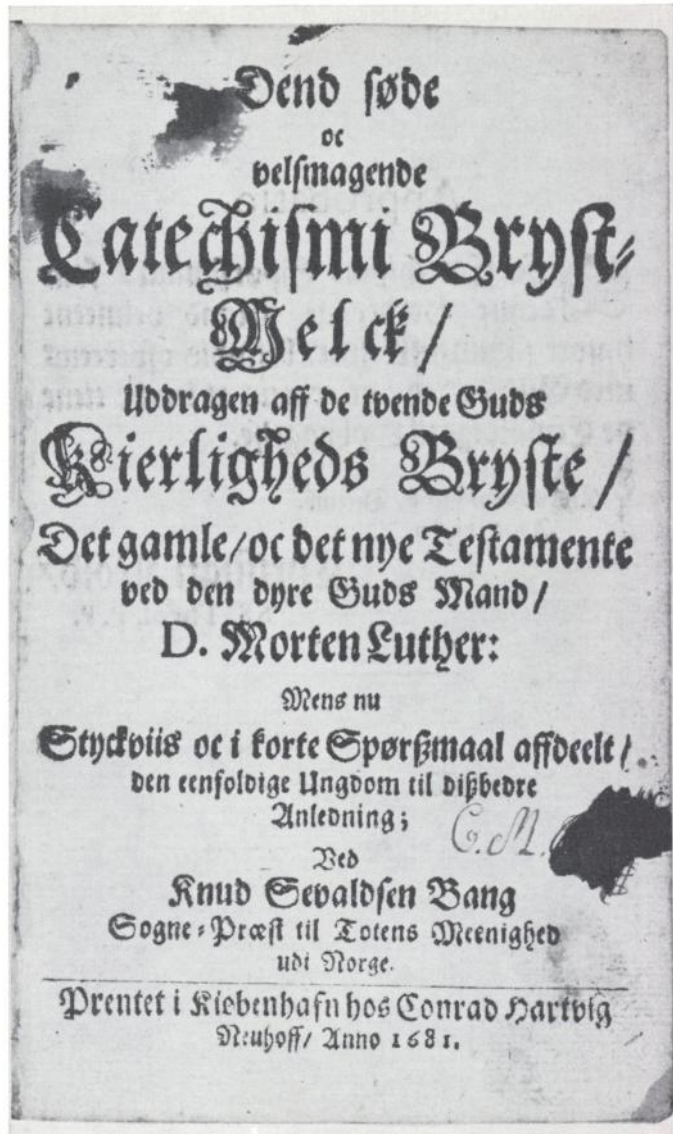 Dend søde
oc
velsmagende
Catechismi Bryst-
Melck/
Uddragen aff de tvende Guds
Kierligheds Bryste/
Det gamle/oc det nye Testamente
ved den dyre Guds Mand/
D. Morten Luther:
Mens nu
Styckviis oc i korte Spørßmaal affdeelt/
den eenfoldige Ungdom til dißbedre
Anledning;
C.M.
Ved
Knud Sevaldsen Bang
Sogne-Præst til Totens Meenighed
udi Norge.
Prentet i Kiøbenhafn hos Conrad Hartvig
Neuhoff/ Anno 1681.